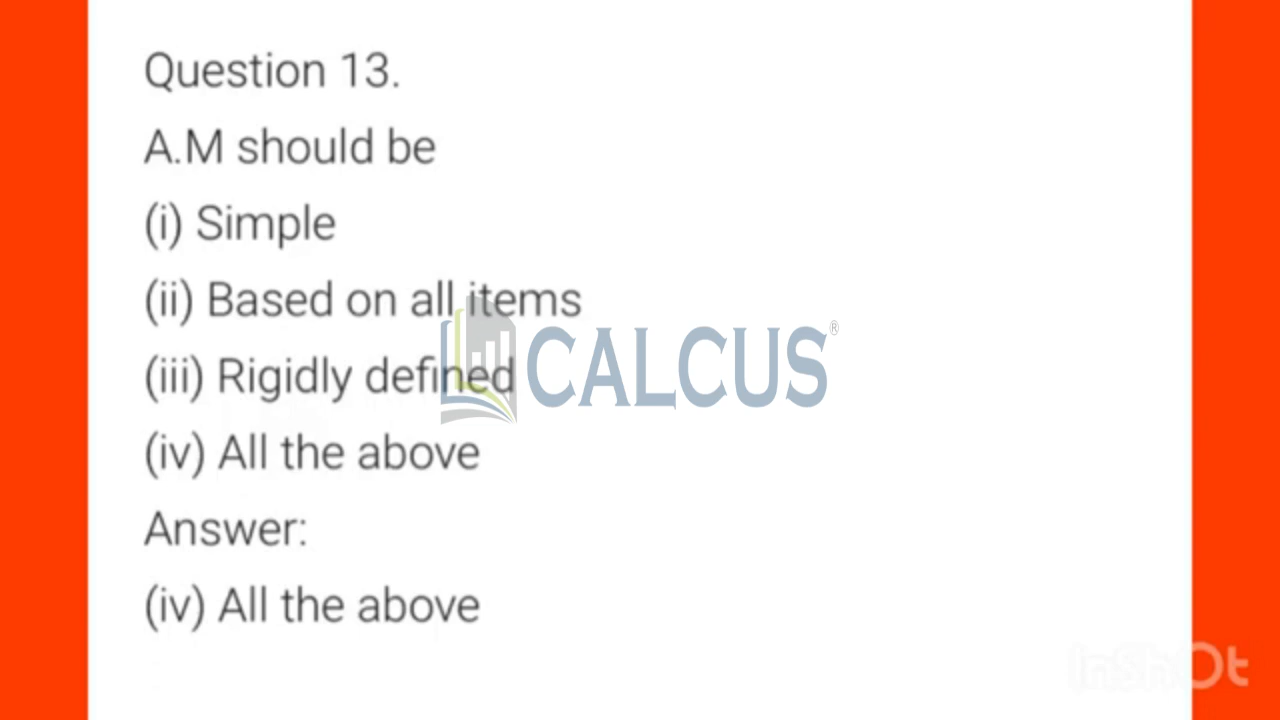 Question 13.
A.M should be
(i) Simple
(ii) Based on all items
(iii) Rigidly defined
(iv) All the above
Answer:
(iv) All the above
CALCUS®
InShOt